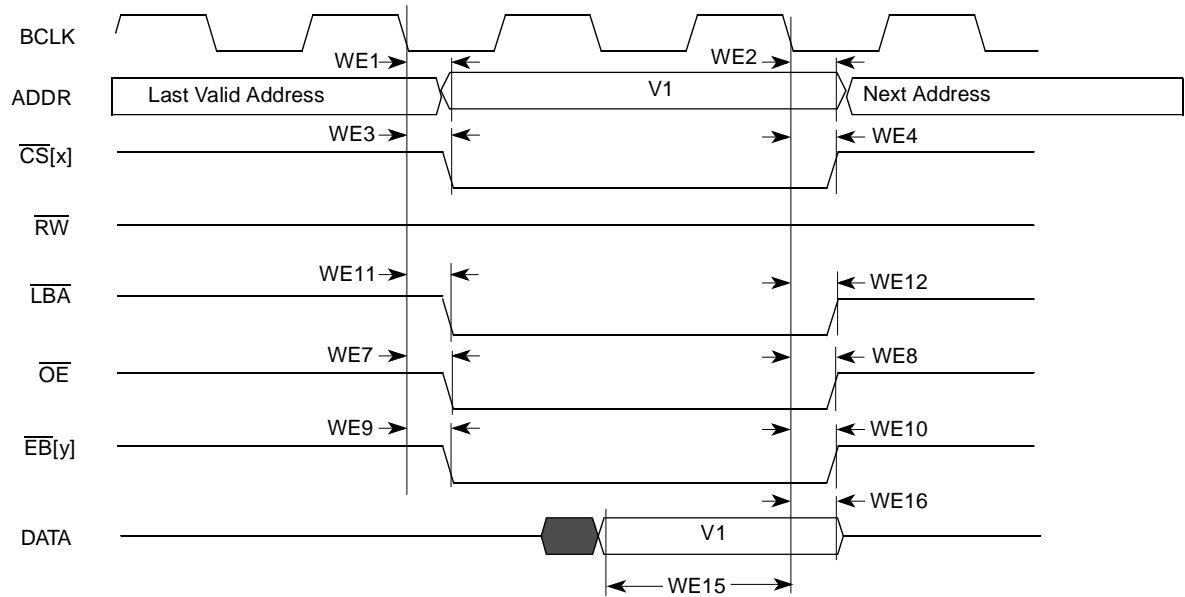 BCLK
WE1
WE2
ADDR
Last Valid Address
V1
Next Address
WE3
WE4
CS[x]
RW
WE11
WE12
LBA
WE7
WE8
OE
WE9
WE10
EB[y]
WE16
DATA
V1
WE15